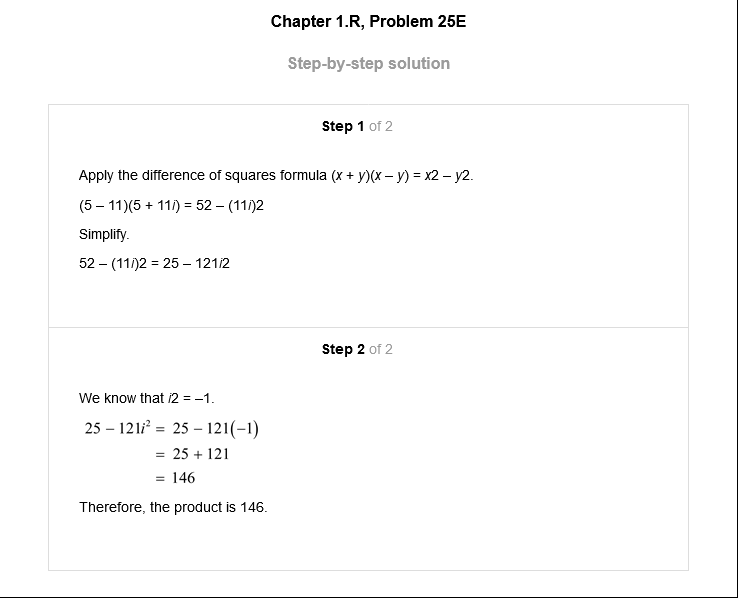 Chapter 1.R, Problem 25E
Step-by-step solution
Step 1 of 2
Apply the difference of squares formula (x + y)(x – y) = x2 – y2.
(5 – 11)(5 + 11i) = 52 – (11i)2
Simplify.
52 – (11i)2 = 25 – 121i2
Step 2 of 2
We know that i2 = –1.
25 − 121i² = 25 − 121(−1)
= 25 + 121
= 146
Therefore, the product is 146.